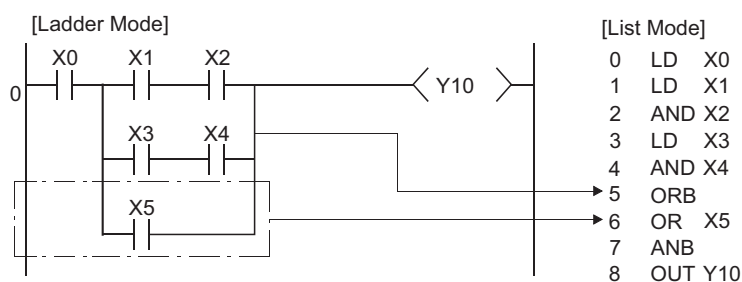 [Ladder Mode]
X0 X1 X2
0 Y10
X3 X4
X5
[List Mode]
0 LD X0
1 LD X1
2 AND X2
3 LD X3
4 AND X4
5 ORB
6 OR X5
7 ANB
8 OUT Y10